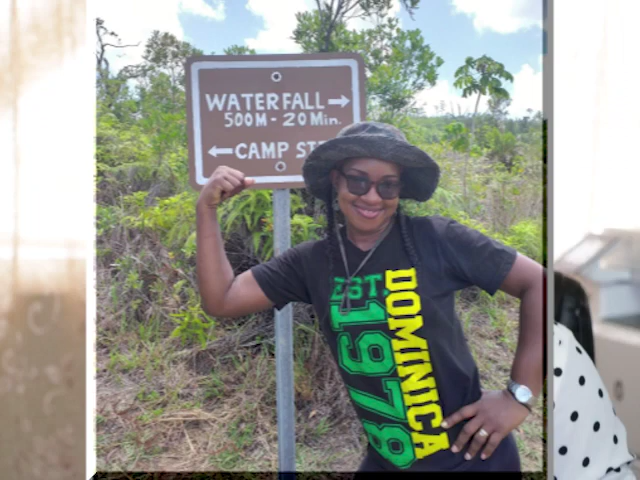 WATERFALL →
500M - 20 Min.
← CAMP
EST.
1978
DOMINICA